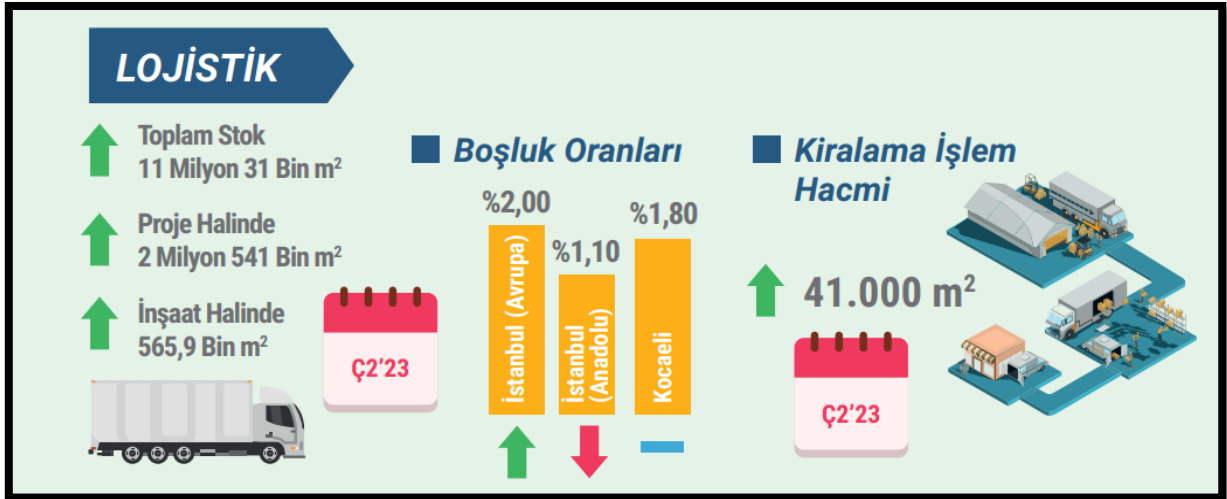 LOJİSTİK
Toplam Stok
11 Milyon 31 Bin m²
Proje Halinde
2 Milyon 541 Bin m²
İnşaat Halinde
565,9 Bin m²
Ç2’23
Boşluk Oranları
%2,00
%1,10
%1,80
İstanbul (Avrupa)
İstanbul
(Anadolu)
Kocaeli
Kiralama İşlem
Hacmi
41.000 m²
Ç2’23